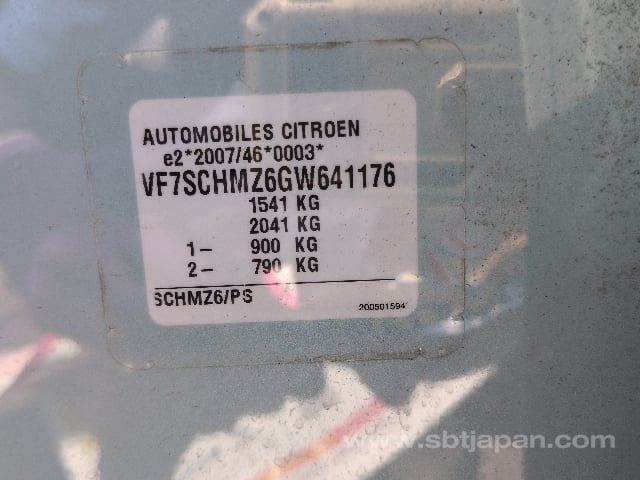 AUTOMOBILES CITROEN
e2*2007/46*0003*
VF7SCHMZ6GW641176
1541 KG
2041 KG
1- 900 KG
2- 790 KG
SCHMZ6/PS
200501594
www.sbtjapan.com